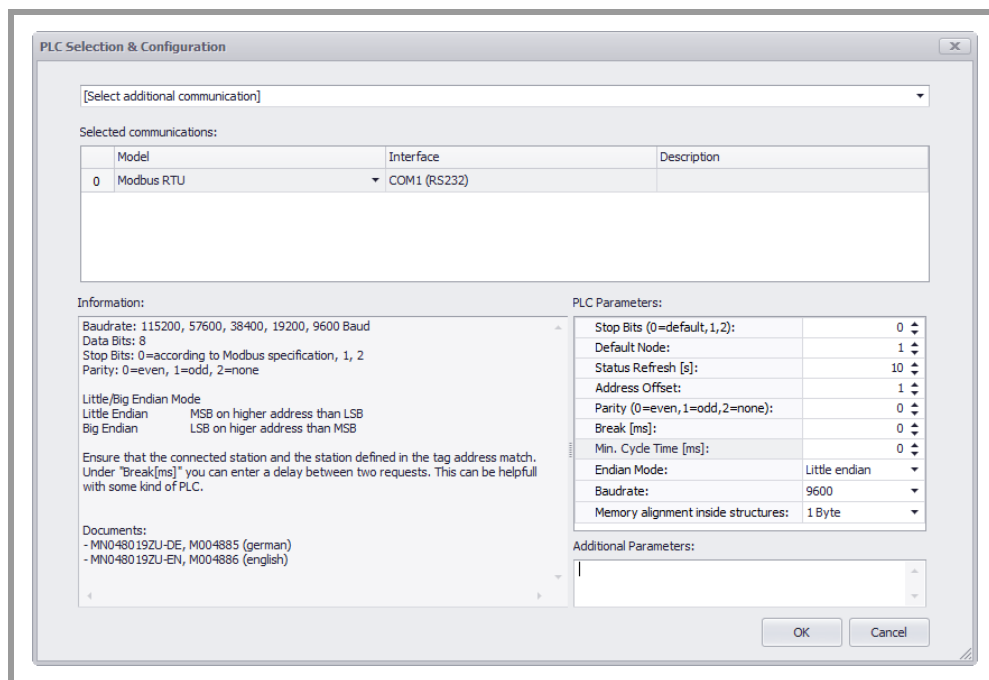 PLC Selection & Configuration
[Select additional communication]
Selected communications:
Model Interface Description
0 Modbus RTU COM1 (RS232)
Information:
Baudrate: 115200, 57600, 38400, 19200, 9600 Baud
Data Bits: 8
Stop Bits: 0=according to Modbus specification, 1, 2
Parity: 0=even, 1=odd, 2=none
Little/Big Endian Mode
Little Endian MSB on higher address than LSB
Big Endian LSB on higer address than MSB
Ensure that the connected station and the station defined in the tag address match.
Under "Break[ms]" you can enter a delay between two requests. This can be helpfull
with some kind of PLC.
Documents:
- MN048019ZU-DE, M004885 (german)
- MN048019ZU-EN, M004886 (english)
PLC Parameters:
Stop Bits (0=default,1,2): 0
Default Node: 1
Status Refresh [s]: 10
Address Offset: 1
Parity (0=even,1=odd,2=none): 0
Break [ms]: 0
Min. Cycle Time [ms]: 0
Endian Mode: Little endian
Baudrate: 9600
Memory alignment inside structures: 1 Byte
Additional Parameters:
OK Cancel